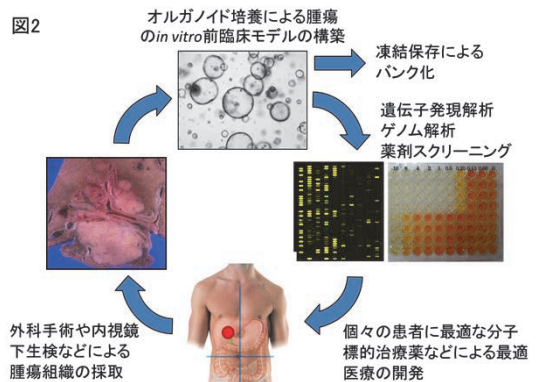 図2
オルガノイド培養による腫瘍
のin vitro前臨床モデルの構築
凍結保存による
バンク化
遺伝子発現解析
ゲノム解析
薬剤スクリーニング
外科手術や内視鏡
下生検などによる
腫瘍組織の採取
個々の患者に最適な分子
標的治療薬などによる最適
医療の開発